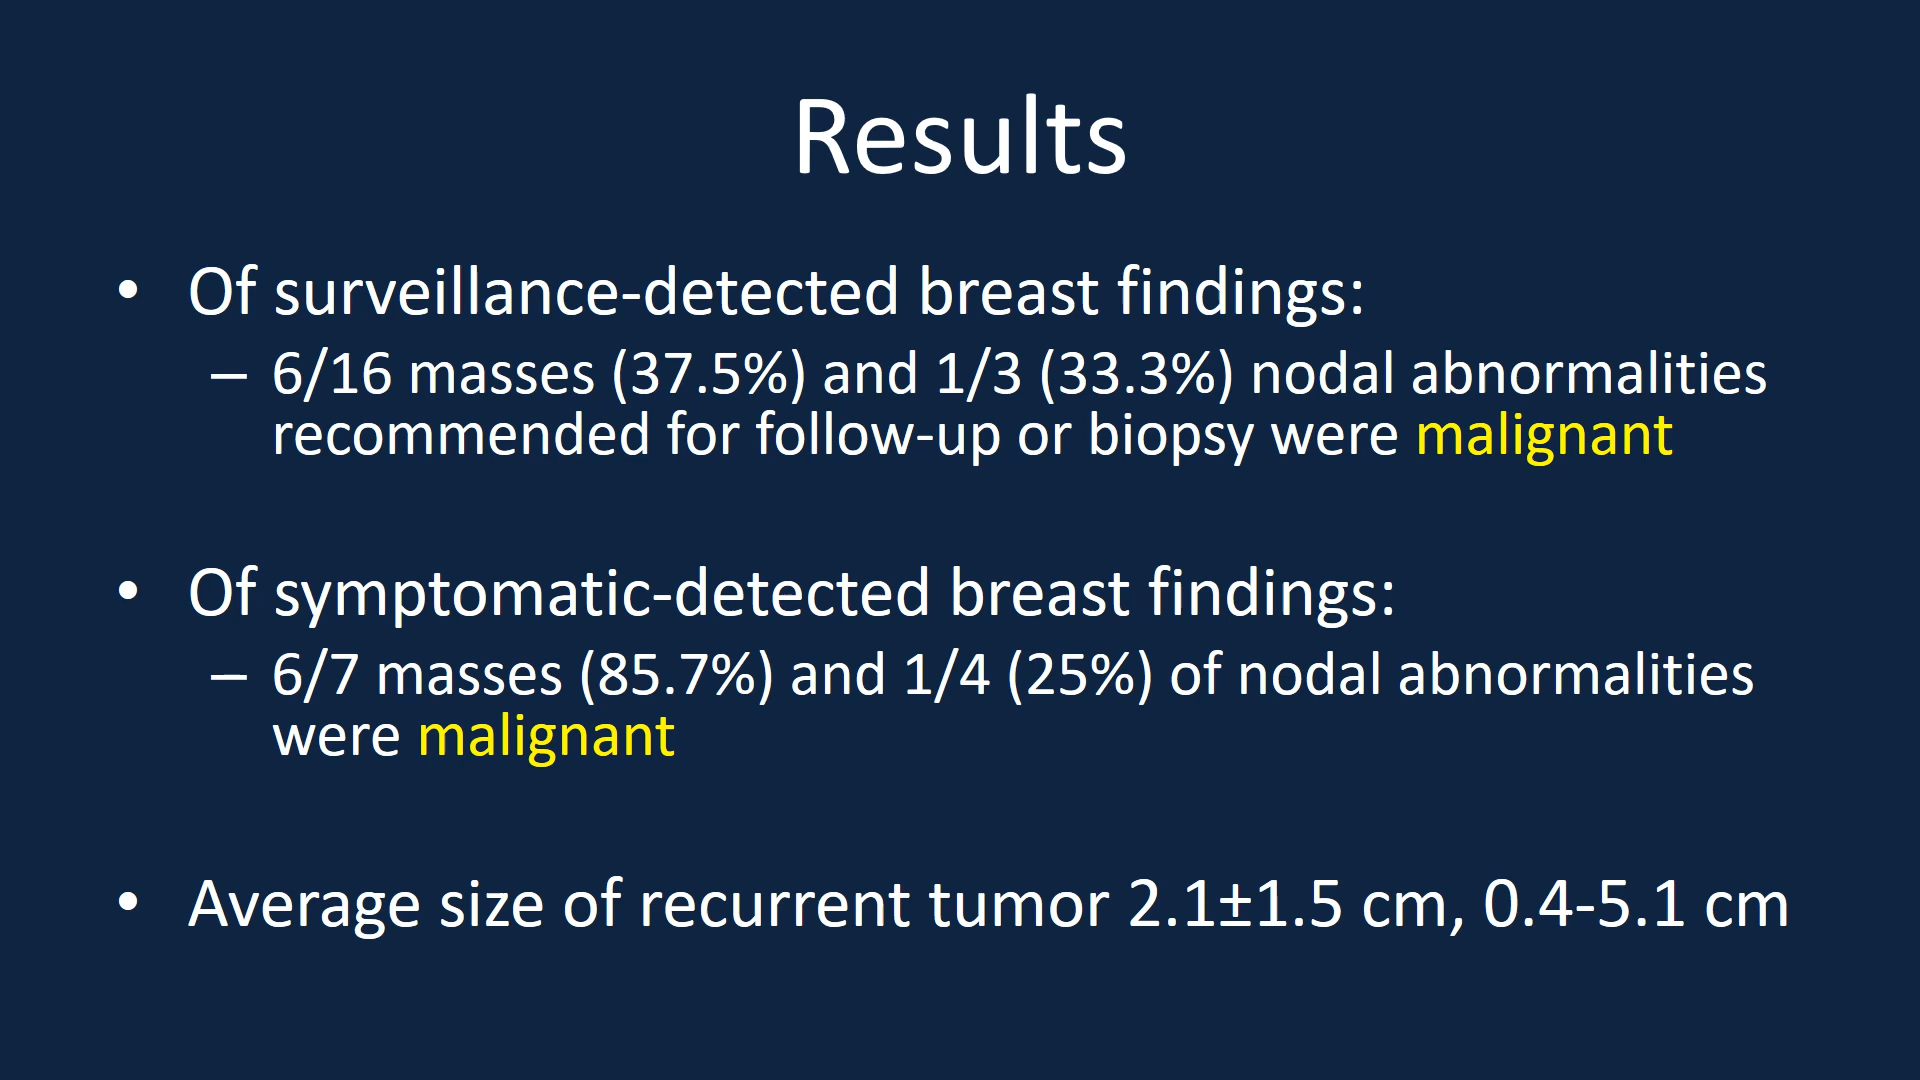 Results
• Of surveillance-detected breast findings:
– 6/16 masses (37.5%) and 1/3 (33.3%) nodal abnormalities
recommended for follow-up or biopsy were malignant
• Of symptomatic-detected breast findings:
– 6/7 masses (85.7%) and 1/4 (25%) of nodal abnormalities
were malignant
• Average size of recurrent tumor 2.1±1.5 cm, 0.4-5.1 cm